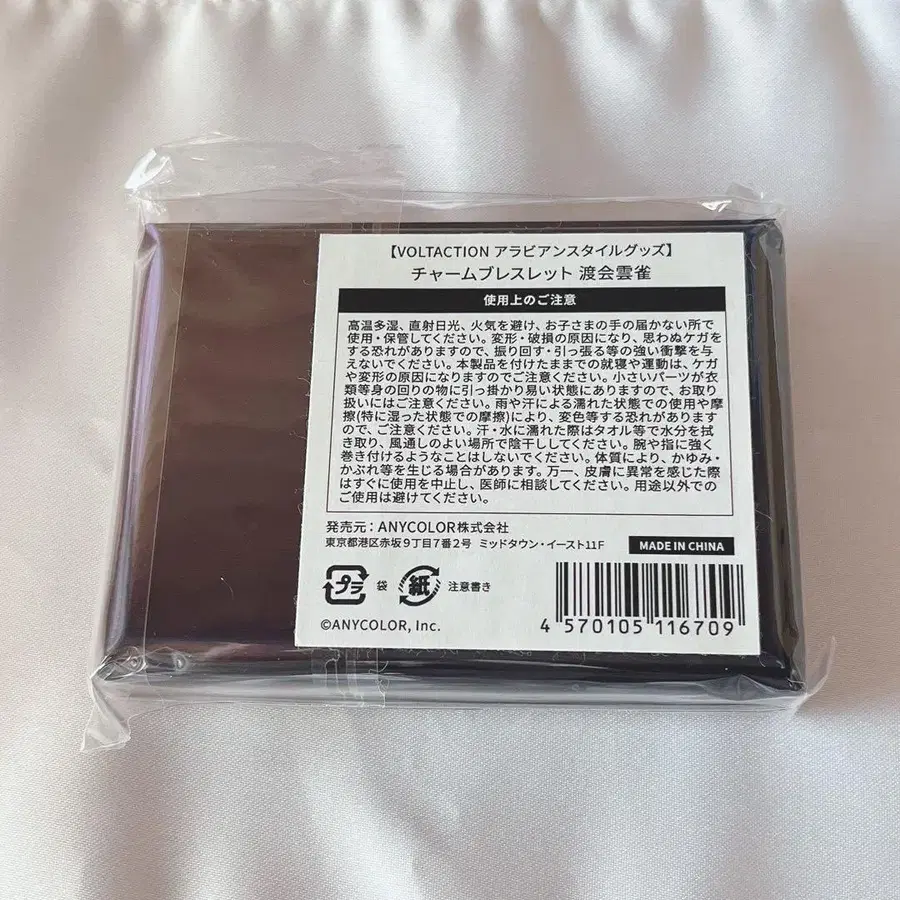 【VOLTACTION アラビアンスタイルグッズ】
チャームブレスレット 渡会雲雀
使用上のご注意
高温多湿、直射日光、火気を避け、お子さまの手の届かない所で
使用・保管してください。変形・破損の原因になり、思わぬケガを
する恐れがありますので、振り回す・引っ張る等の強い衝撃を与
えないでください。本製品を付けたままでの就寝や運動は、ケガ
や変形の原因になりますのでご注意ください。小さいパーツが衣
類等身の回りの物に引っ掛かり易い状態にありますので、お取り
扱いにはご注意ください。雨や汗による濡れた状態での使用や摩
擦(特に湿った状態での摩擦)により、変色等する恐れがあります
ので、ご注意ください。汗・水に濡れた際はタオル等で水分を拭
き取り、風通しのよい場所で陰干ししてください。腕や指に強く
巻き付けるようなことはしないでください。体質により、かゆみ・
かぶれ等を生じる場合があります。万一、皮膚に異常を感じた際
はすぐに使用を中止し、医師に相談してください。用途以外での
ご使用は避けてください。
発売元：ANYCOLOR株式会社
東京都港区赤坂9丁目7番2号 ミッドタウン・イースト11F
MADE IN CHINA
プラ 袋 紙 注意書き
©ANYCOLOR, Inc.
4 570105 116709